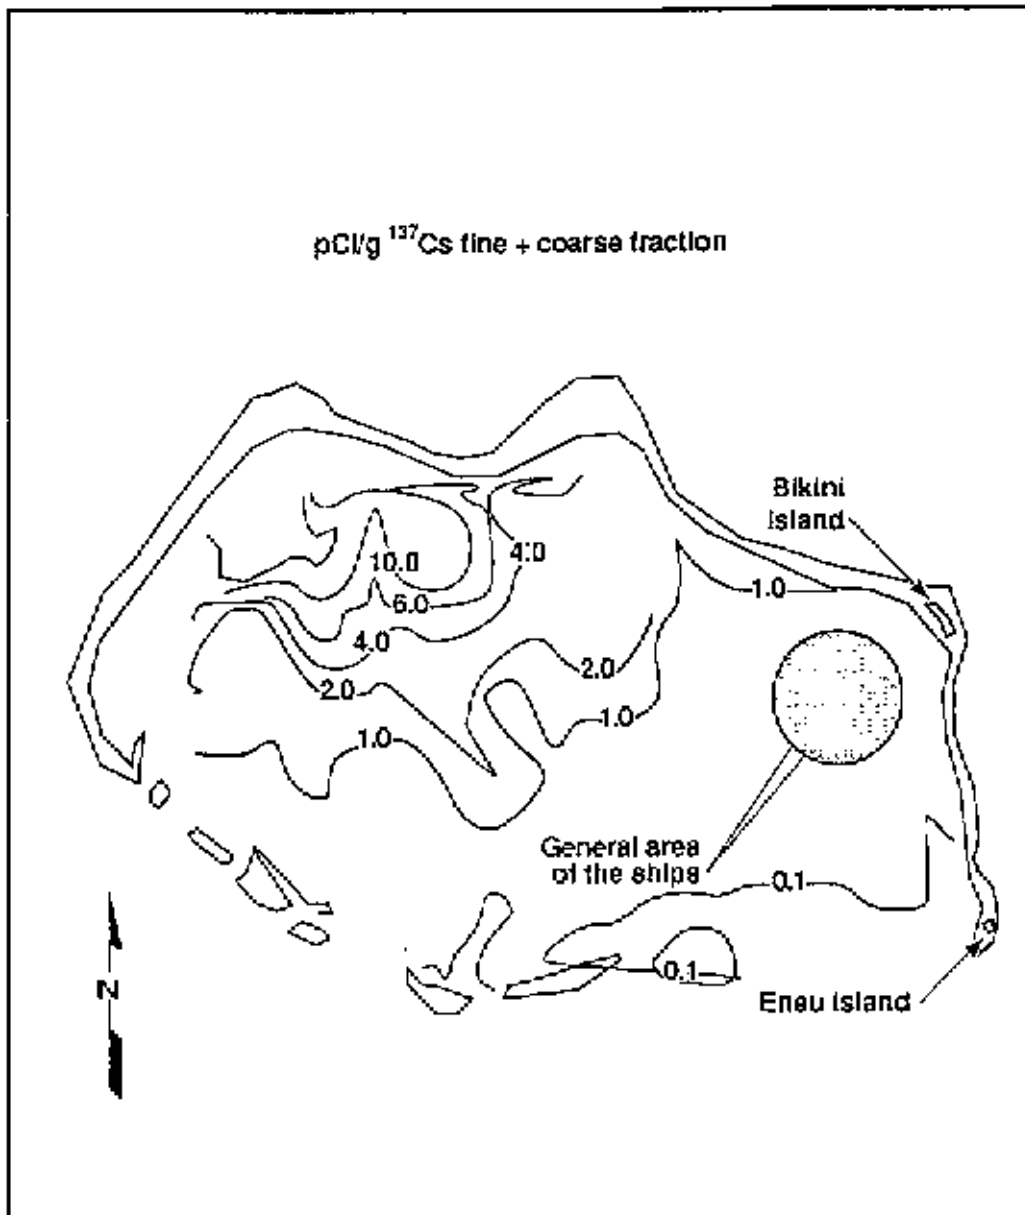 pCi/g ¹³⁷Cs fine + coarse fraction
Bikini
Island
4.0
10.0
1.0
6.0
4.0
2.0
2.0
1.0
1.0
General area
of the ships
0.1
0.1
N
Eneu Island